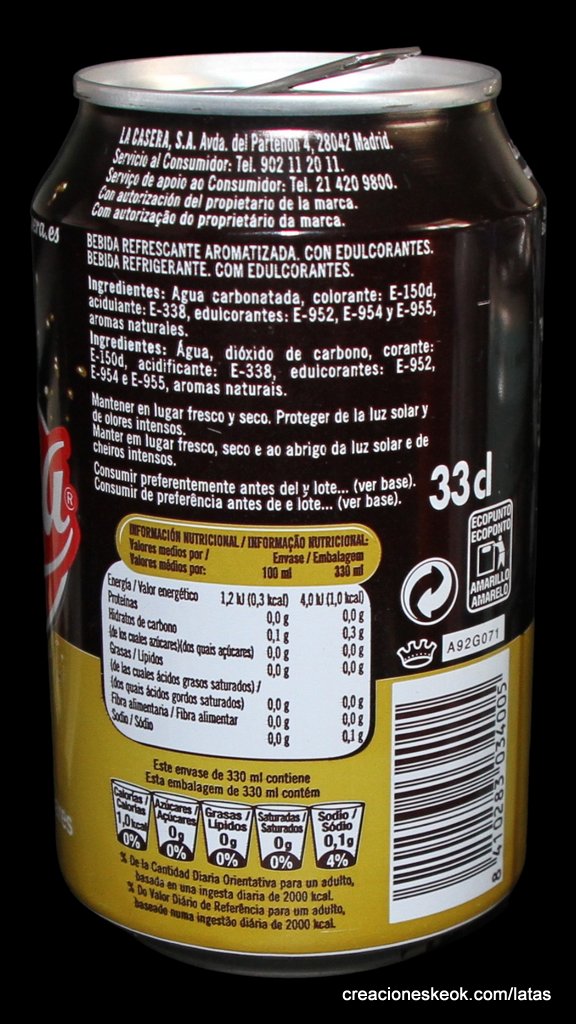 LA CASERA, S.A. Avda. del Partenón 4, 28042 Madrid.
Servicio al Consumidor: Tel. 902 11 20 11.
Serviço de apoio ao Consumidor: Tel. 21 420 9800.
Con autorización del propietario de la marca.
Com autorização do proprietário da marca.
BEBIDA REFRESCANTE AROMATIZADA. CON EDULCORANTES.
BEBIDA REFRIGERANTE. COM EDULCORANTES.
Ingredientes: Agua carbonatada, colorante: E-150d,
acidulante: E-338, edulcorantes: E-952, E-954 y E-955,
aromas naturales.
Ingredientes: Água, dióxido de carbono, corante:
E-150d, acidificante: E-338, edulcorantes: E-952,
E-954 e E-955, aromas naturais.
Mantener en lugar fresco y seco. Proteger de la luz solar y
de olores intensos.
Manter em lugar fresco, seco e ao abrigo da luz solar e de
cheiros intensos.
Consumir preferentemente antes del y lote... (ver base).
Consumir de preferência antes de e lote... (ver base).
33cl
ECOPUNTO
ECOPONTO
AMARILLO
AMARELO
A92G071
INFORMACIÓN NUTRICIONAL / INFORMAÇÃO NUTRICIONAL:
Valores medios por / Envase / Embalagem
Valores médios por: 100 ml 330 ml
Energía / Valor energético 1,2 kJ (0,3 kcal) 4,0 kJ (1,0 kcal)
Proteínas 0,0 g 0,0 g
Hidratos de carbono 0,1 g 0,3 g
(de los cuales azúcares)(dos quais açúcares) 0,0 g 0,0 g
Grasas / Lípidos 0,0 g 0,0 g
(de las cuales ácidos grasos saturados) /
(dos quais ácidos gordos saturados) 0,0 g 0,0 g
Fibra alimentaria / Fibra alimentar 0,0 g 0,0 g
Sodio / Sódio 0,0 g 0,1 g
Este envase de 330 ml contiene
Esta embalagem de 330 ml contém
Calorías / Calorias 1,0 kcal 0%
Azúcares / Açúcares 0g 0%
Grasas / Lípidos 0g 0%
Saturadas / Saturados 0g 0%
Sodio / Sódio 0,1g 4%
% De la Cantidad Diaria Orientativa para un adulto,
basada en una ingesta diaria de 2000 kcal.
% Do Valor Diário de Referência para um adulto,
baseado numa ingestão diária de 2000 kcal.
8 410283 034005
era.es
a®
es
creacioneskeok.com/latas